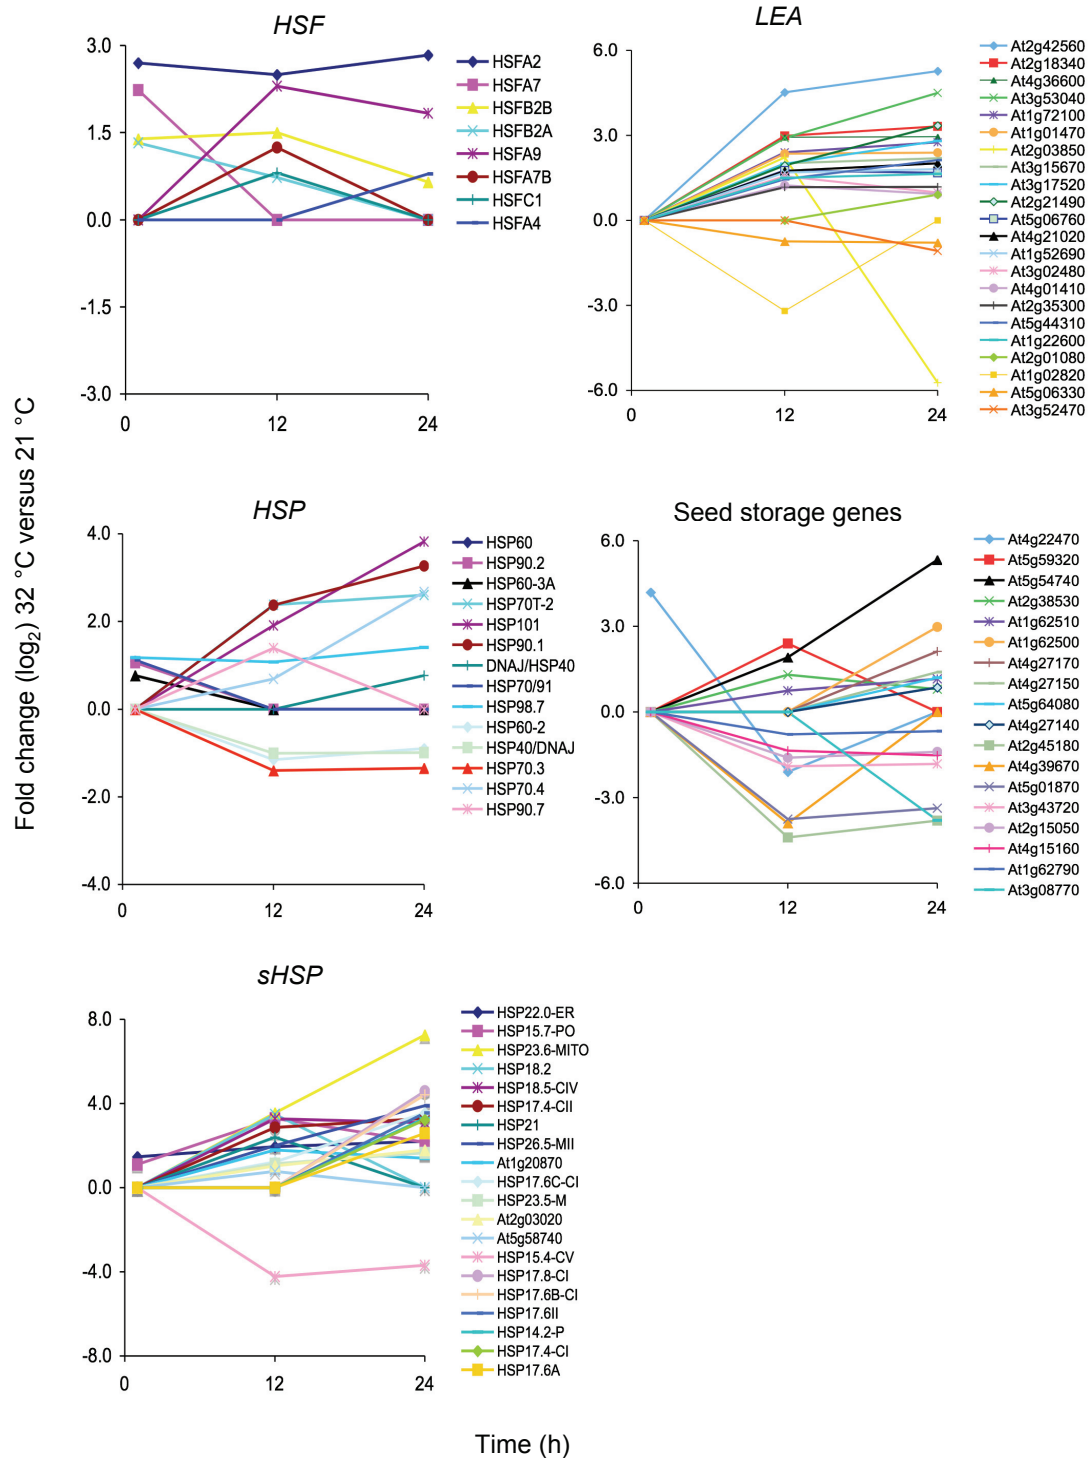 HSF
3.0
1.5
0.0
-1.5
-3.0
0
12
24
HSFA2
HSFA7
HSFB2B
HSFB2A
HSFA9
HSFA7B
HSFC1
HSFA4
LEA
6.0
3.0
0.0
-3.0
-6.0
0
12
24
At2g42560
At2g18340
At4g36600
At3g53040
At1g72100
At1g01470
At2g03850
At3g15670
At3g17520
At2g21490
At5g06760
At4g21020
At1g52690
At3g02480
At4g01410
At2g35300
At5g44310
At1g22600
At2g01080
At1g02820
At5g06330
At3g52470
Fold change (log2) 32 °C versus 21 °C
HSP
4.0
2.0
0.0
-2.0
-4.0
0
12
24
HSP60
HSP90.2
HSP60-3A
HSP70T-2
HSP101
HSP90.1
DNAJ/HSP40
HSP70/91
HSP98.7
HSP60-2
HSP40/DNAJ
HSP70.3
HSP70.4
HSP90.7
Seed storage genes
6.0
3.0
0.0
-3.0
-6.0
0
12
24
At4g22470
At5g59320
At5g54740
At2g38530
At1g62510
At1g62500
At4g27170
At4g27150
At5g64080
At4g27140
At2g45180
At4g39670
At5g01870
At3g43720
At2g15050
At4g15160
At1g62790
At3g08770
sHSP
8.0
4.0
0.0
-4.0
-8.0
0
12
24
HSP22.0-ER
HSP15.7-PO
HSP23.6-MITO
HSP18.2
HSP18.5-CIV
HSP17.4-CII
HSP21
HSP26.5-MII
At1g20870
HSP17.6C-CI
HSP23.5-M
At2g03020
At5g58740
HSP15.4-CV
HSP17.8-CI
HSP17.6B-CI
HSP17.6II
HSP14.2-P
HSP17.4-CI
HSP17.6A
Time (h)